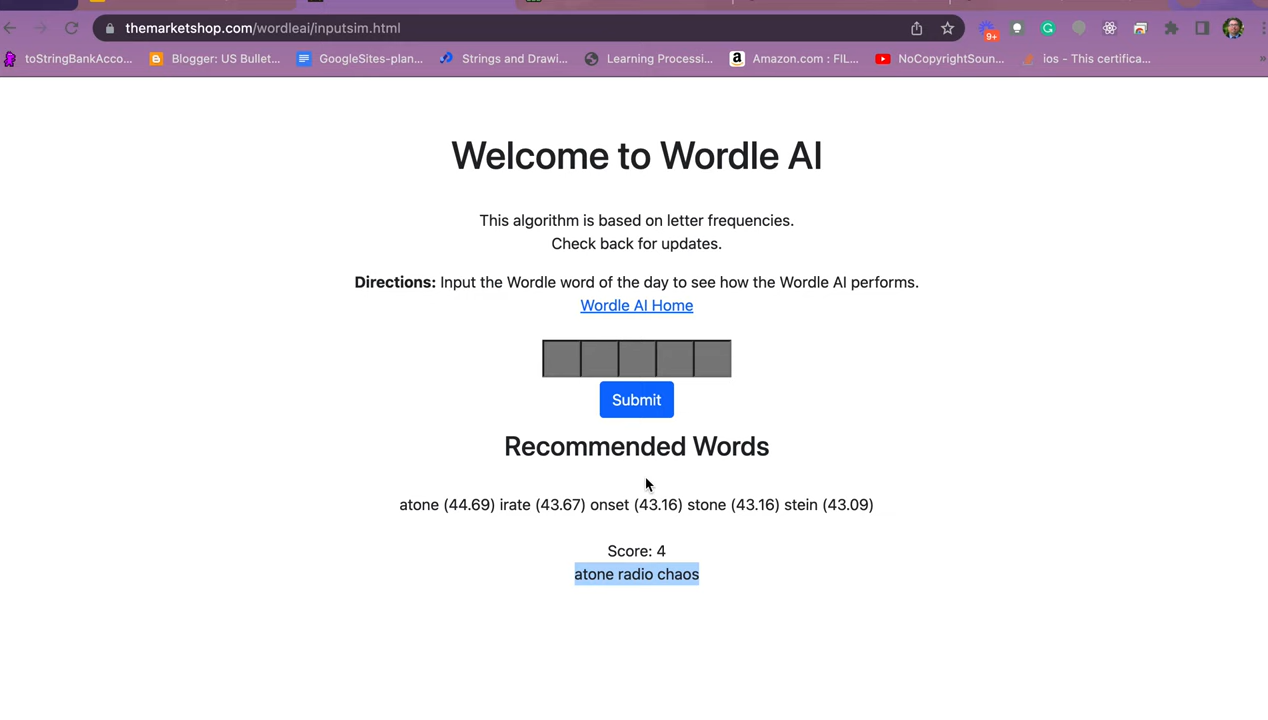 themarketshop.com/wordleai/inputsim.html
9+
toStringBankAcco... Blogger: US Bullet... GoogleSites-plan... Strings and Drawi... Learning Processi... Amazon.com : FIL... NoCopyrightSoun... ios - This certifica... »
Welcome to Wordle AI
This algorithm is based on letter frequencies.
Check back for updates.
Directions: Input the Wordle word of the day to see how the Wordle AI performs.
Wordle AI Home
Submit
Recommended Words
atone (44.69) irate (43.67) onset (43.16) stone (43.16) stein (43.09)
Score: 4
atone radio chaos